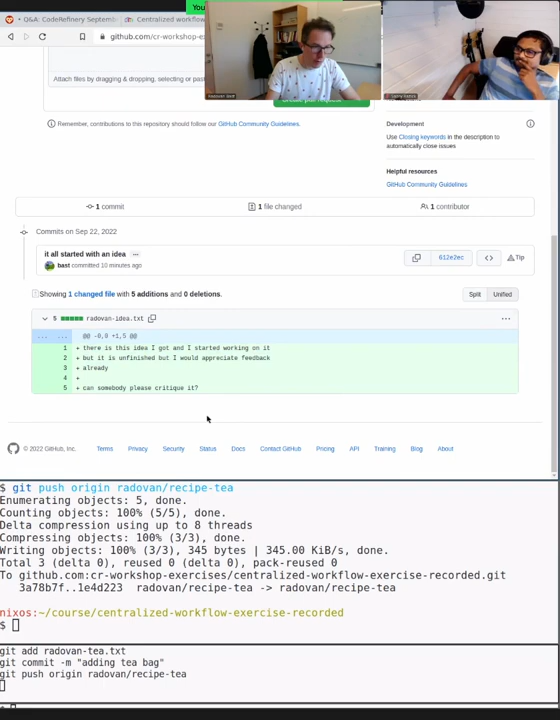 You
Q&A: CodeRefinery Septem
Centralized workflow
github.com/cr-workshop-ex
Attach files by dragging & dropping, selecting or past
Remember, contributions to this repository should follow our GitHub Community Guidelines.
Development
Use Closing keywords in the description to
automatically close issues
Helpful resources
GitHub Community Guidelines
1 commit
1 file changed
1 contributor
Commits on Sep 22, 2022
it all started with an idea
bast committed 10 minutes ago
612e2ec
Tip
Showing 1 changed file with 5 additions and 0 deletions.
Split
Unified
5
radovan-idea.txt
@@ -0,0 +1,5 @@
1 + there is this idea I got and I started working on it
2 + but it is unfinished but I would appreciate feedback
3 + already
4 +
5 + can somebody please critique it?
© 2022 GitHub, Inc.
Terms
Privacy
Security
Status
Docs
Contact GitHub
Pricing
API
Training
Blog
About
$ git push origin radovan/recipe-tea
Enumerating objects: 5, done.
Counting objects: 100% (5/5), done.
Delta compression using up to 8 threads
Compressing objects: 100% (3/3), done.
Writing objects: 100% (3/3), 345 bytes | 345.00 KiB/s, done.
Total 3 (delta 0), reused 0 (delta 0), pack-reused 0
To github.com:cr-workshop-exercises/centralized-workflow-exercise-recorded.git
3a78b7f..1e4d223 radovan/recipe-tea -> radovan/recipe-tea
nixos:~/course/centralized-workflow-exercise-recorded
$
git add radovan-tea.txt
git commit -m "adding tea bag"
git push origin radovan/recipe-tea